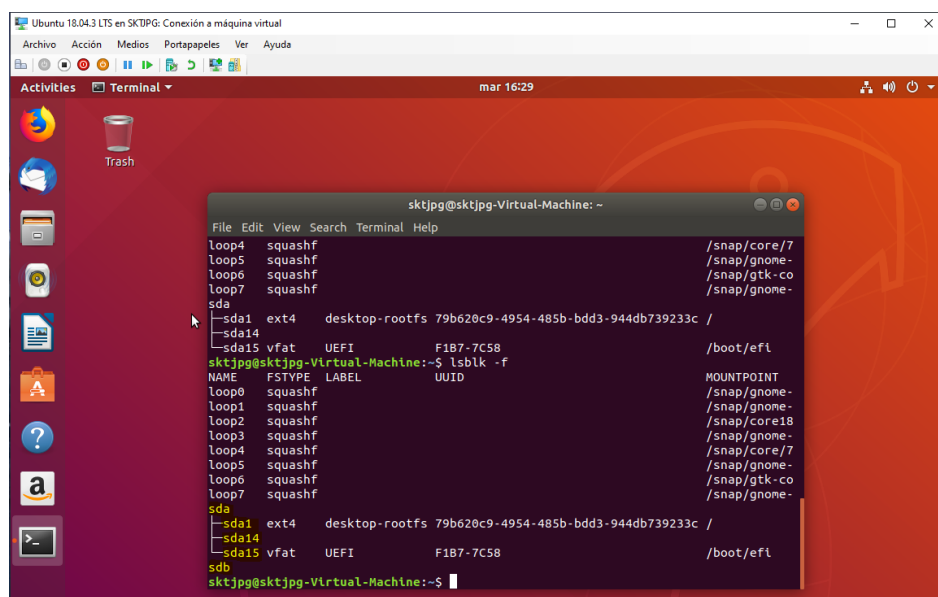 Ubuntu 18.04.3 LTS en SKTJPG: Conexión a máquina virtual
Archivo Acción Medios Portapapeles Ver Ayuda
Activities Terminal mar 16:29
Trash
sktjpg@sktjpg-Virtual-Machine: ~
File Edit View Search Terminal Help
loop4 squashf /snap/core/7
loop5 squashf /snap/gnome-
loop6 squashf /snap/gtk-co
loop7 squashf /snap/gnome-
sda
├─sda1 ext4 desktop-rootfs 79b620c9-4954-485b-bdd3-944db739233c /
├─sda14
└─sda15 vfat UEFI F1B7-7C58 /boot/efi
sktjpg@sktjpg-Virtual-Machine:~$ lsblk -f
NAME FSTYPE LABEL UUID MOUNTPOINT
loop0 squashf /snap/gnome-
loop1 squashf /snap/gnome-
loop2 squashf /snap/core18
loop3 squashf /snap/gnome-
loop4 squashf /snap/core/7
loop5 squashf /snap/gnome-
loop6 squashf /snap/gtk-co
loop7 squashf /snap/gnome-
sda
├─sda1 ext4 desktop-rootfs 79b620c9-4954-485b-bdd3-944db739233c /
├─sda14
└─sda15 vfat UEFI F1B7-7C58 /boot/efi
sdb
sktjpg@sktjpg-Virtual-Machine:~$